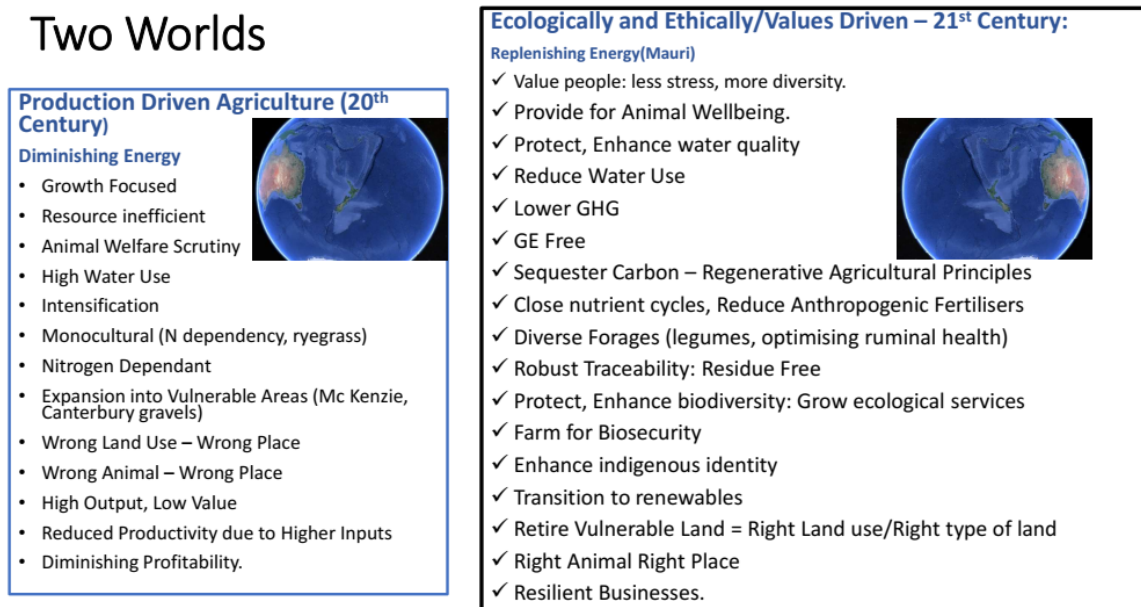 Two Worlds
Production Driven Agriculture (20th
Century)
Diminishing Energy
• Growth Focused
• Resource inefficient
• Animal Welfare Scrutiny
• High Water Use
• Intensification
• Monocultural (N dependency, ryegrass)
• Nitrogen Dependant
• Expansion into Vulnerable Areas (Mc Kenzie,
Canterbury gravels)
• Wrong Land Use – Wrong Place
• Wrong Animal – Wrong Place
• High Output, Low Value
• Reduced Productivity due to Higher Inputs
• Diminishing Profitability.
Ecologically and Ethically/Values Driven – 21st Century:
Replenishing Energy(Mauri)
✓ Value people: less stress, more diversity.
✓ Provide for Animal Wellbeing.
✓ Protect, Enhance water quality
✓ Reduce Water Use
✓ Lower GHG
✓ GE Free
✓ Sequester Carbon – Regenerative Agricultural Principles
✓ Close nutrient cycles, Reduce Anthropogenic Fertilisers
✓ Diverse Forages (legumes, optimising ruminal health)
✓ Robust Traceability: Residue Free
✓ Protect, Enhance biodiversity: Grow ecological services
✓ Farm for Biosecurity
✓ Enhance indigenous identity
✓ Transition to renewables
✓ Retire Vulnerable Land = Right Land use/Right type of land
✓ Right Animal Right Place
✓ Resilient Businesses.